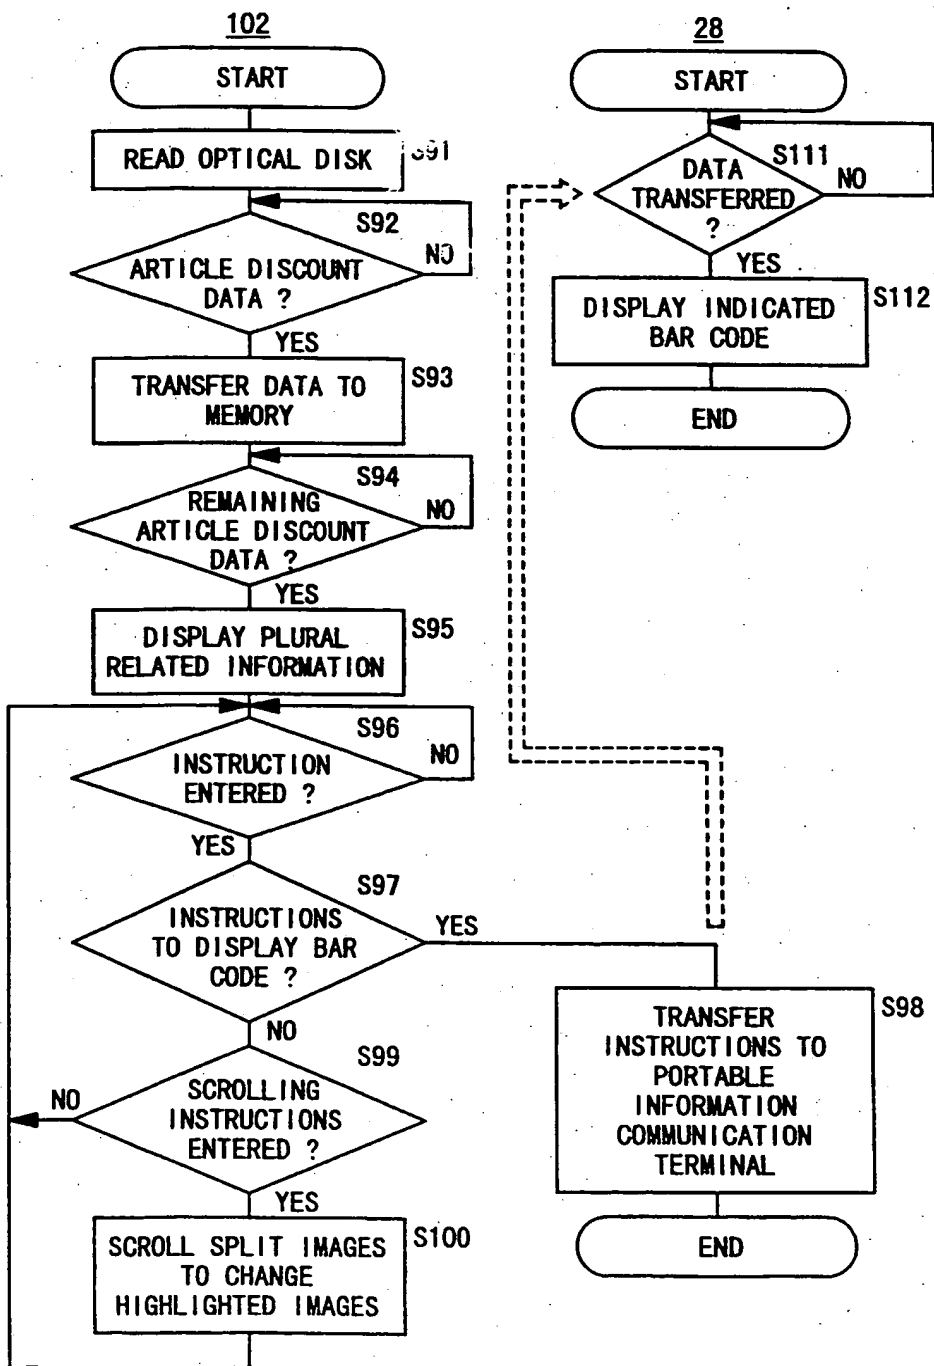 102
START
READ OPTICAL DISK
S91
S92
ARTICLE DISCOUNT
DATA ?
NO
YES
TRANSFER DATA TO
MEMORY
S93
S94
REMAINING
ARTICLE DISCOUNT
DATA ?
NO
YES
DISPLAY PLURAL
RELATED INFORMATION
S95
S96
INSTRUCTION
ENTERED ?
NO
YES
S97
INSTRUCTIONS
TO DISPLAY BAR
CODE ?
YES
NO
S99
SCROLLING
INSTRUCTIONS
ENTERED ?
NO
YES
SCROLL SPLIT IMAGES
TO CHANGE
HIGHLIGHTED IMAGES
S100
28
START
S111
DATA
TRANSFERRED
?
NO
YES
DISPLAY INDICATED
BAR CODE
S112
END
TRANSFER
INSTRUCTIONS TO
PORTABLE
INFORMATION
COMMUNICATION
TERMINAL
S98
END